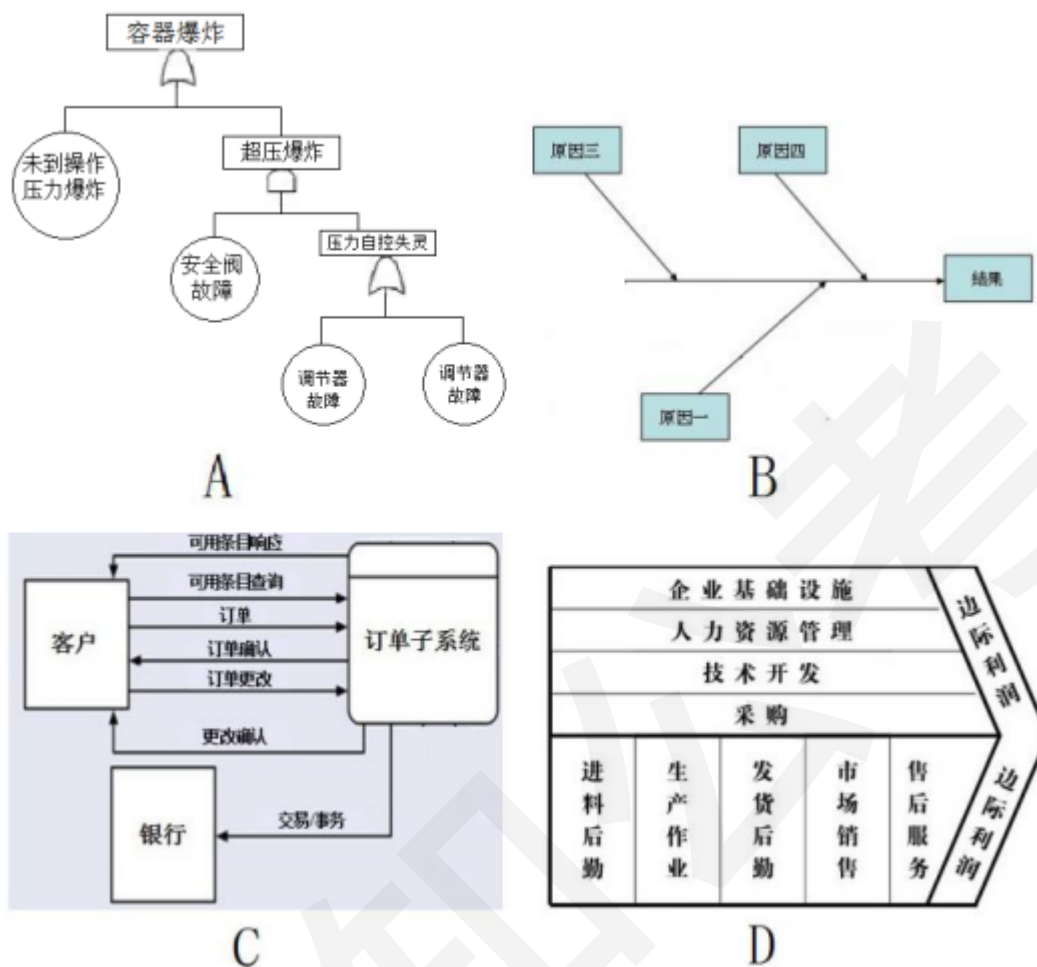 容器爆炸
未到操作
压力爆炸
超压爆炸
安全阀
故障
压力自控失灵
调节器
故障
调节器
故障
A
原因三
原因四
结果
原因一
B
可用条目响应
可用条目查询
订单
订单确认
订单更改
更改确认
客户
订单子系统
银行
交易/事务
C
企业基础设施
人力资源管理
技术开发
采购
边际利润
进料后勤
生产作业
发货后勤
市场销售
售后服务
边际利润
D